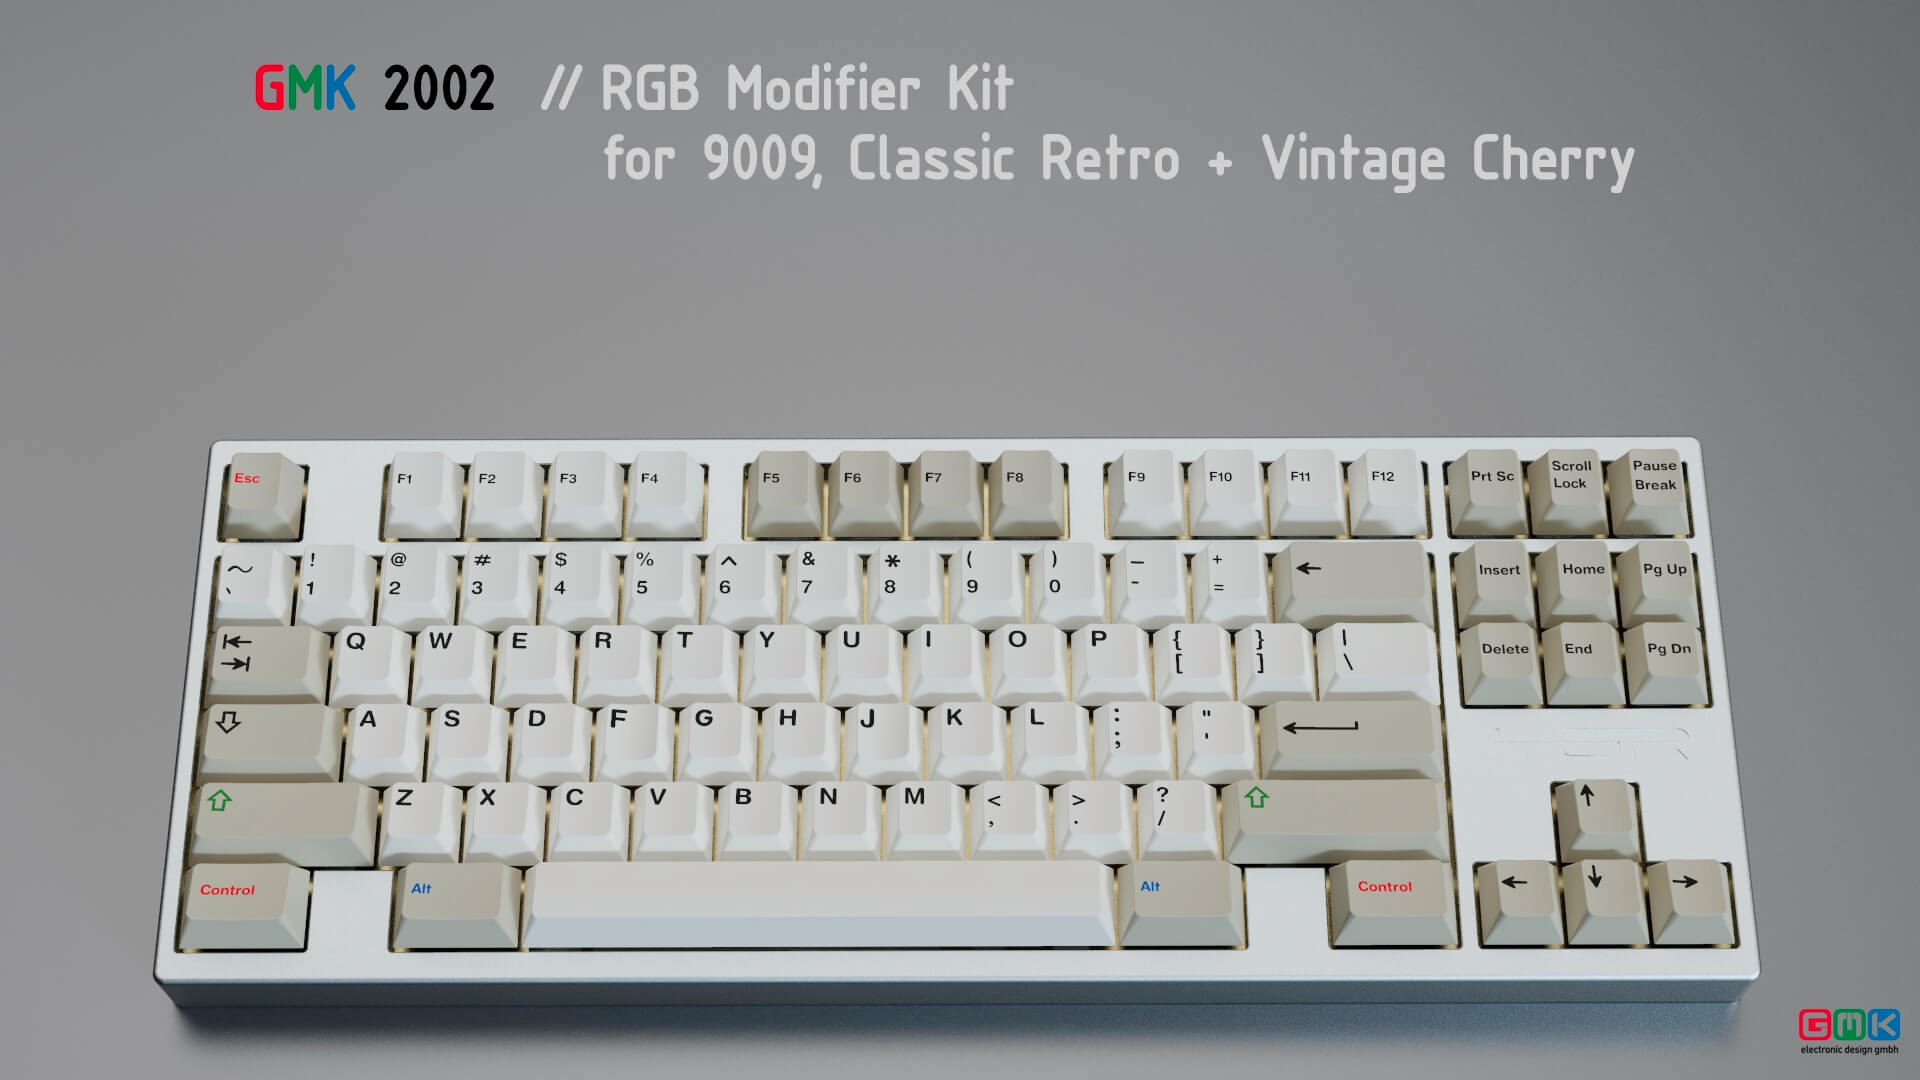 GMK 2002 // RGB Modifier Kit
for 9009, Classic Retro + Vintage Cherry
Esc F1 F2 F3 F4 F5 F6 F7 F8 F9 F10 F11 F12 Prt Sc Scroll Lock Pause Break
~ ! @ # $ % ^ & * ( ) — +
` 1 2 3 4 5 6 7 8 9 0 - = ← Insert Home Pg Up
Q W E R T Y U I O P { } | Delete End Pg Dn
[ ] \
A S D F G H J K L : "
; '
Z X C V B N M < > ?
, . /
Control Alt Alt Control ← ↓ →
GMK
electronic design gmbh